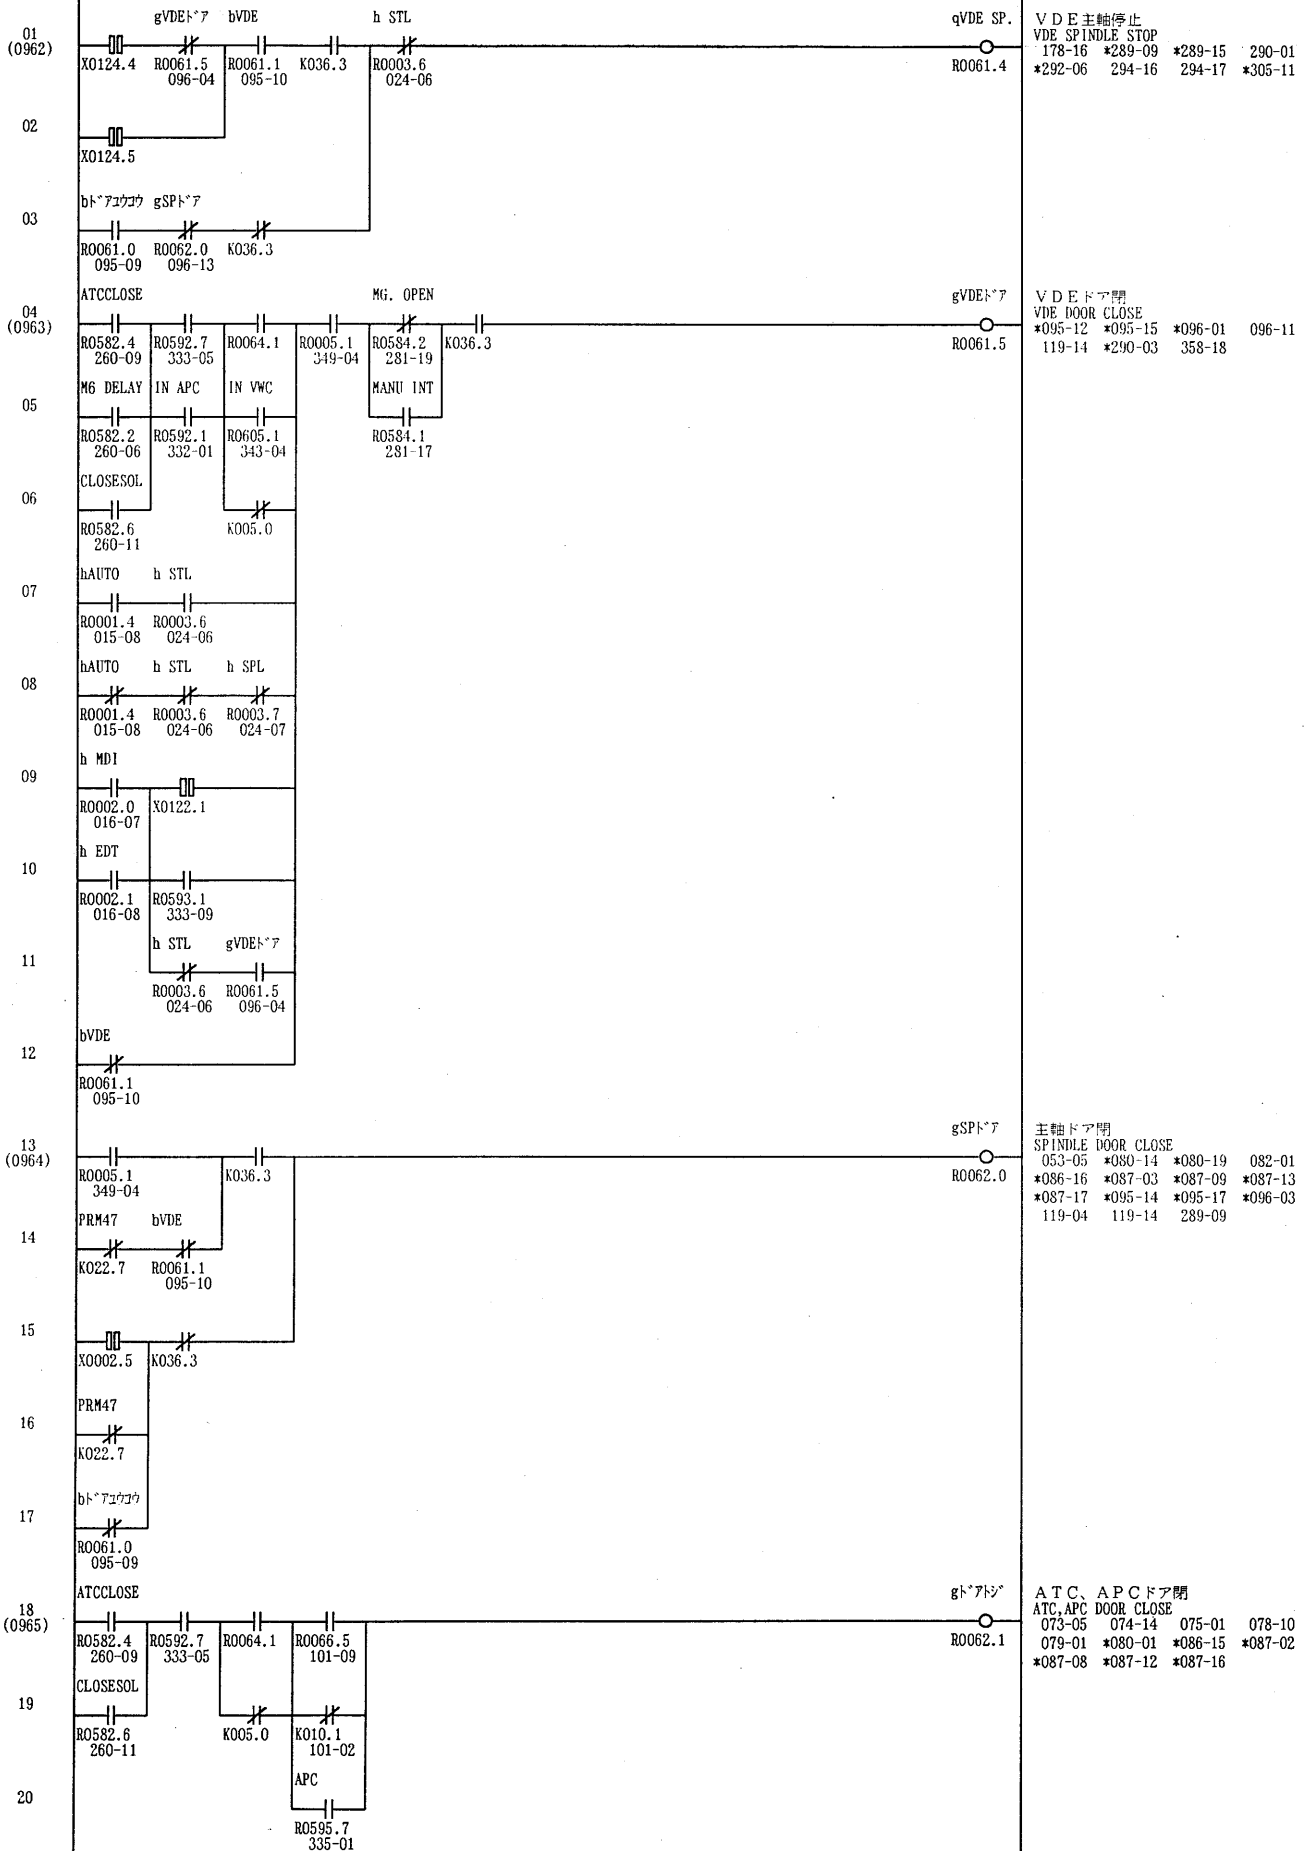 gVDEﾄﾞｱ bVDE h STL qVDE SP. ＶＤＥ主軸停止
01
(0962)
VDE SPINDLE STOP
X0124.4 R0061.5 R0061.1 K036.3 R0003.6 R0061.4
096-04 095-10 024-06
178-16 *289-09 *289-15 290-01
*292-06 294-16 294-17 *305-11
02
X0124.5
bﾄﾞｱﾕｳｺｳ gSPﾄﾞｱ
03
R0061.0 R0062.0 K036.3
095-09 096-13
ATCCLOSE MG. OPEN gVDEﾄﾞｱ ＶＤＥドア閉
04
(0963)
VDE DOOR CLOSE
R0582.4 R0592.7 R0064.1 R0005.1 R0584.2 K036.3 R0061.5
260-09 333-05 349-04 281-19
*095-12 *095-15 *096-01 096-11
119-14 *290-03 358-18
M6 DELAY IN APC IN VWC MANU INT
05
R0582.2 R0592.1 R0605.1 R0584.1
260-06 332-01 343-04 281-17
CLOSESOL
06
R0582.6 K005.0
260-11
hAUTO h STL
07
R0001.4 R0003.6
015-08 024-06
hAUTO h STL h SPL
08
R0001.4 R0003.6 R0003.7
015-08 024-06 024-07
h MDI
09
R0002.0 X0122.1
016-07
h EDT
10
R0002.1 R0593.1
016-08 333-09
h STL gVDEﾄﾞｱ
11
R0003.6 R0061.5
024-06 096-04
bVDE
12
R0061.1
095-10
gSPﾄﾞｱ 主軸ドア閉
13
(0964)
SPINDLE DOOR CLOSE
R0005.1 K036.3 R0062.0
349-04
053-05 *080-14 *080-19 082-01
*086-16 *087-03 *087-09 *087-13
*087-17 *095-14 *095-17 *096-03
119-04 119-14 289-09
PRM47 bVDE
14
K022.7 R0061.1
095-10
15
X0002.5 K036.3
PRM47
16
K022.7
bﾄﾞｱﾕｳｺｳ
17
R0061.0
095-09
ATCCLOSE gﾄﾞｱﾄｼﾞ ＡＴＣ、ＡＰＣドア閉
18
(0965)
ATC,APC DOOR CLOSE
R0582.4 R0592.7 R0064.1 R0066.5 R0062.1
260-09 333-05 101-09
073-05 074-14 075-01 078-10
079-01 *080-01 *086-15 *087-02
*087-08 *087-12 *087-16
CLOSESOL
19
R0582.6 K005.0 K010.1
260-11 101-02
APC
20
R0595.7
335-01